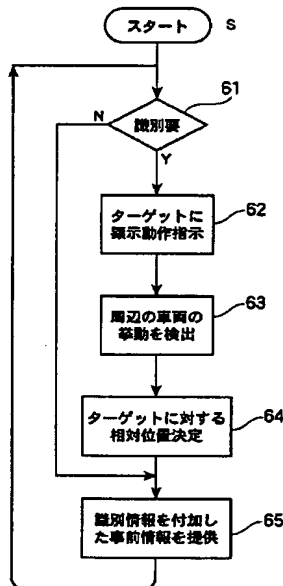 スタート
S
61
識別要
N
Y
ターゲットに
顕示動作指示
62
周辺の車両の
挙動を検出
63
ターゲットに対する
相対位置決定
64
識別情報を付加し
た事前情報を提供
65